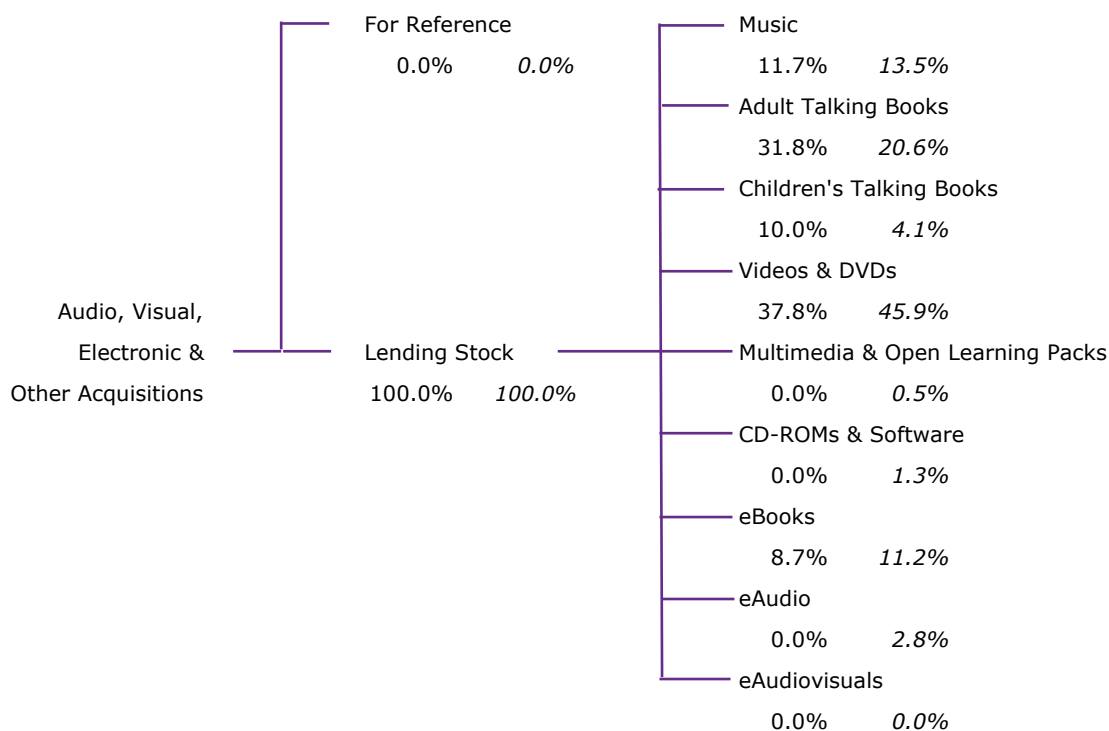 For Reference
0.0% 0.0%
Audio, Visual,
Electronic &
Other Acquisitions
Lending Stock
100.0% 100.0%
Music
11.7% 13.5%
Adult Talking Books
31.8% 20.6%
Children's Talking Books
10.0% 4.1%
Videos & DVDs
37.8% 45.9%
Multimedia & Open Learning Packs
0.0% 0.5%
CD-ROMs & Software
0.0% 1.3%
eBooks
8.7% 11.2%
eAudio
0.0% 2.8%
eAudiovisuals
0.0% 0.0%